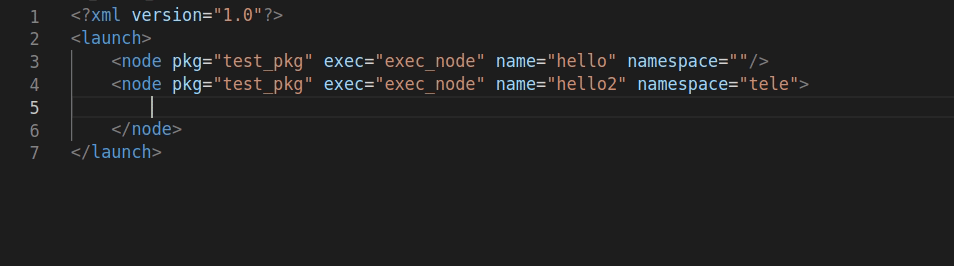 1 <?xml version="1.0"?>
2 <launch>
3     <node pkg="test_pkg" exec="exec_node" name="hello" namespace=""/>
4     <node pkg="test_pkg" exec="exec_node" name="hello2" namespace="tele">
5
6     </node>
7 </launch>